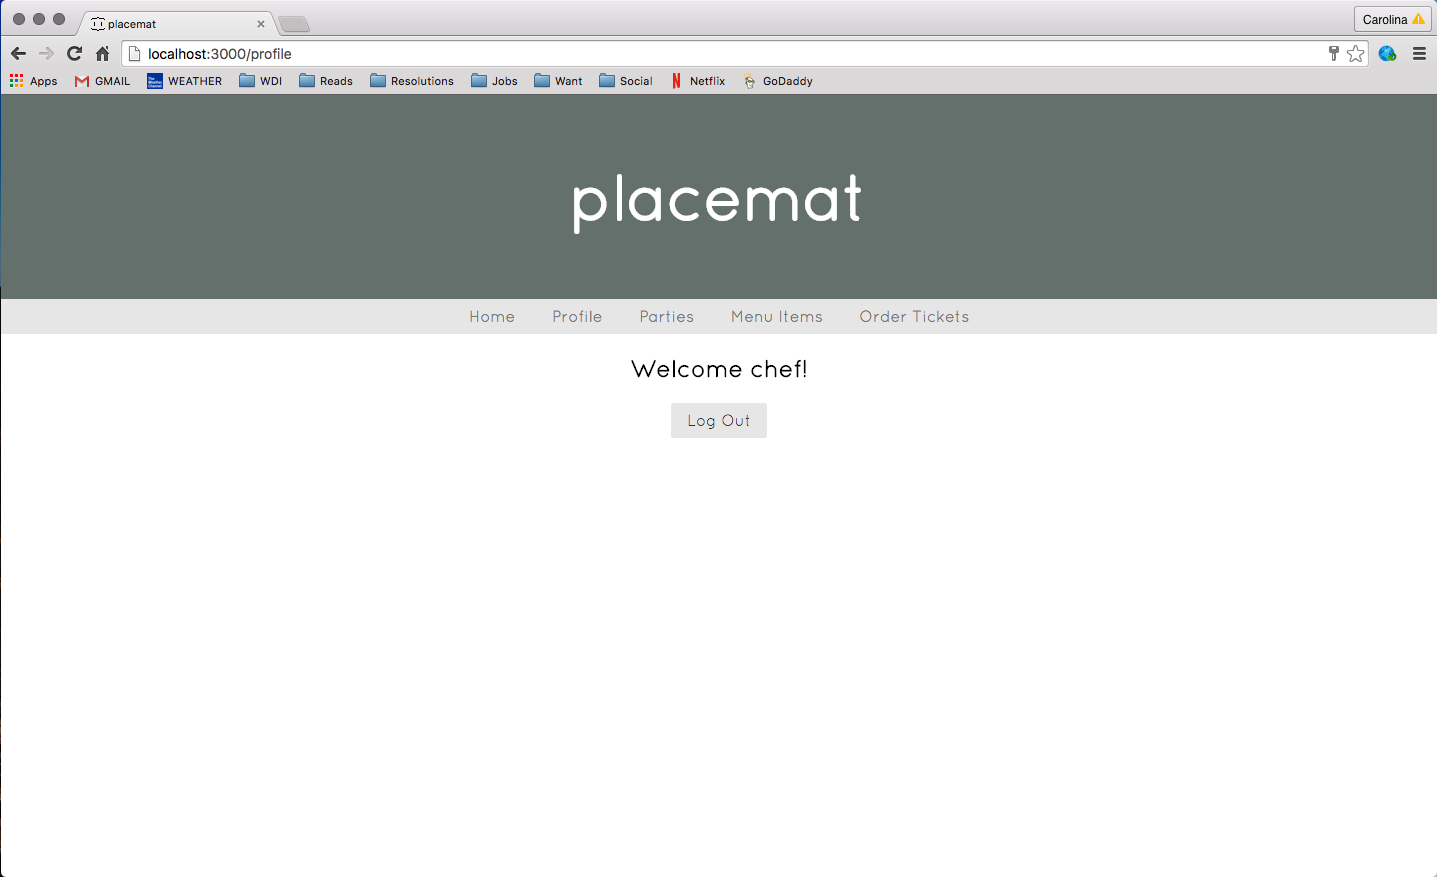 placemat
Carolina
localhost:3000/profile
Apps GMAIL WEATHER WDI Reads Resolutions Jobs Want Social Netflix GoDaddy
placemat
Home Profile Parties Menu Items Order Tickets
Welcome chef!
Log Out